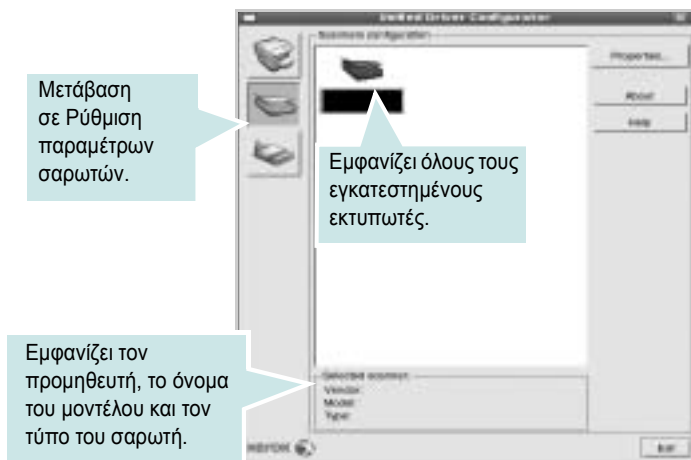 Unified Driver Configurator
Scanners configuration
Properties...
About
Help
Μετάβαση
σε Ρύθμιση
παραμέτρων
σαρωτών.
Εμφανίζει όλους τους
εγκατεστημένους
εκτυπωτές.
Εμφανίζει τον
προμηθευτή, το όνομα
του μοντέλου και τον
τύπο του σαρωτή.
Selected scanner:
Vendor:
Model:
Type:
XEROX
Exit